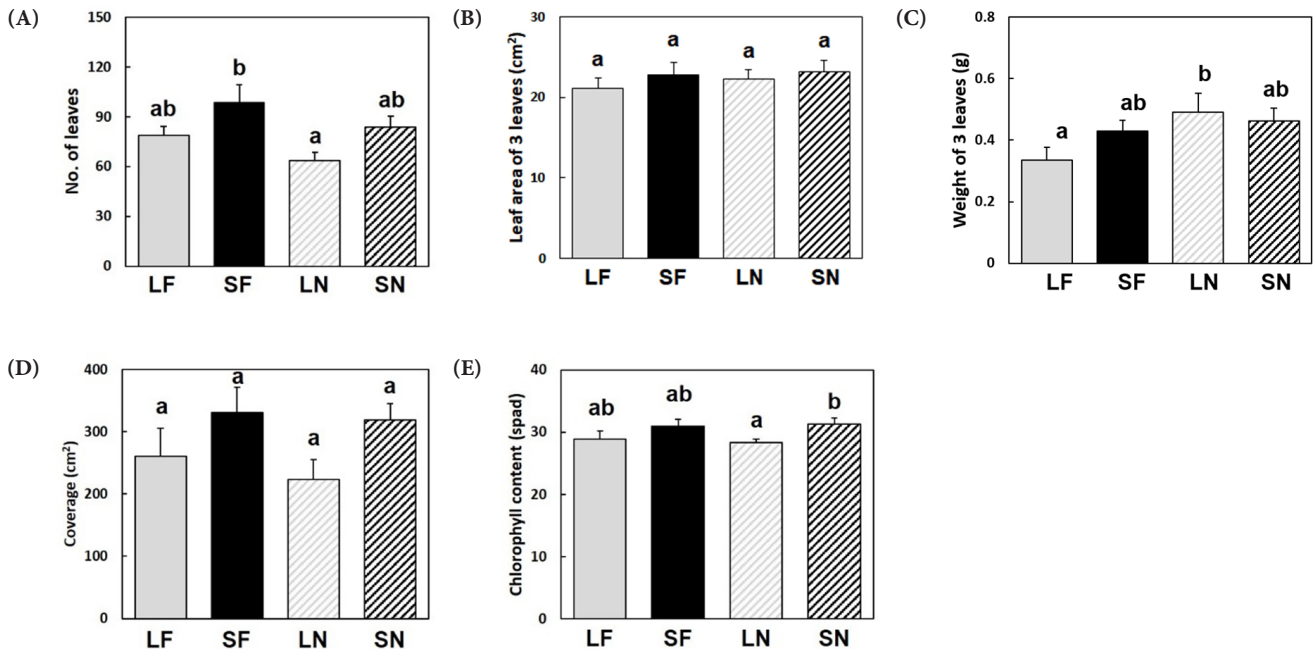 (A)
No. of leaves
150
120
90
60
30
0
ab
b
a
ab
LF SF LN SN
(B)
Leaf area of 3 leaves (cm²)
30
20
10
0
a
a
a
a
LF SF LN SN
(C)
Weight of 3 leaves (g)
0.8
0.6
0.4
0.2
0
a
ab
b
ab
LF SF LN SN
(D)
Coverage (cm²)
400
300
200
100
0
a
a
a
a
LF SF LN SN
(E)
Chlorophyll content (spad)
40
30
20
10
0
ab
ab
a
b
LF SF LN SN